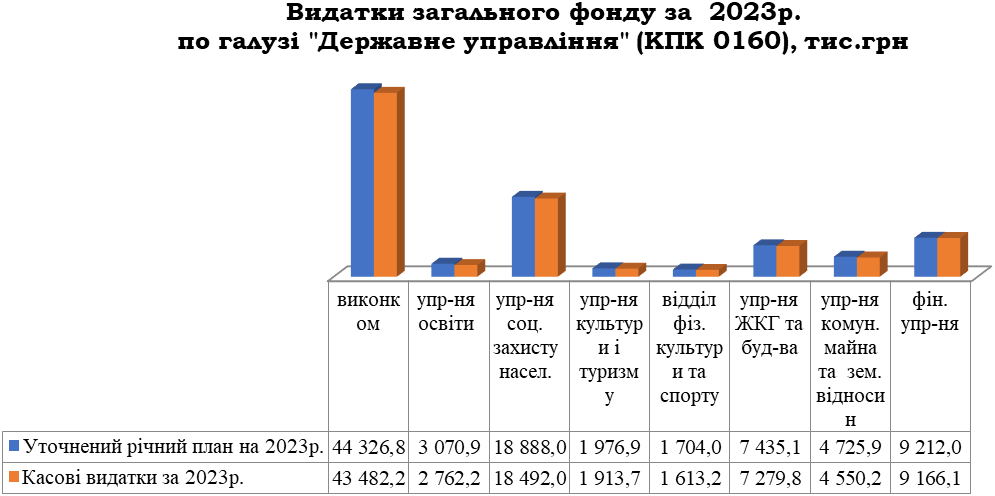 Видатки загального фонду за 2023р.
по галузі "Державне управління" (КПК 0160), тис.грн
виконк
ом
упр-ня
освіти
упр-ня
соц.
захисту
насел.
упр-ня
культур
и і
туризм
у
відділ
фіз.
культур
и та
спорту
упр-ня
ЖКГ та
буд-ва
упр-ня
комун.
майна
та зем.
відноси
н
фін.
упр-ня
Уточнений річний план на 2023р. 44 326,8 3 070,9 18 888,0 1 976,9 1 704,0 7 435,1 4 725,9 9 212,0
Касові видатки за 2023р. 43 482,2 2 762,2 18 492,0 1 913,7 1 613,2 7 279,8 4 550,2 9 166,1